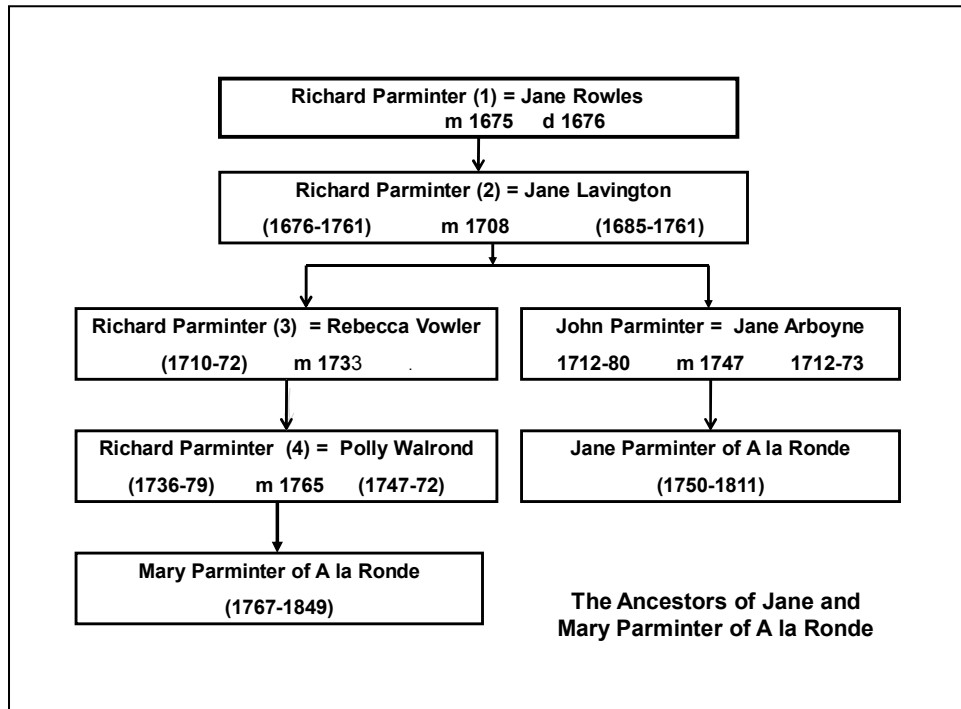 Richard Parminter (1) = Jane Rowles
m 1675 d 1676
Richard Parminter (2) = Jane Lavington
(1676-1761) m 1708 (1685-1761)
Richard Parminter (3) = Rebecca Vowler
(1710-72) m 1733 .
John Parminter = Jane Arboyne
1712-80 m 1747 1712-73
Richard Parminter (4) = Polly Walrond
(1736-79) m 1765 (1747-72)
Jane Parminter of A la Ronde
(1750-1811)
Mary Parminter of A la Ronde
(1767-1849)
The Ancestors of Jane and
Mary Parminter of A la Ronde